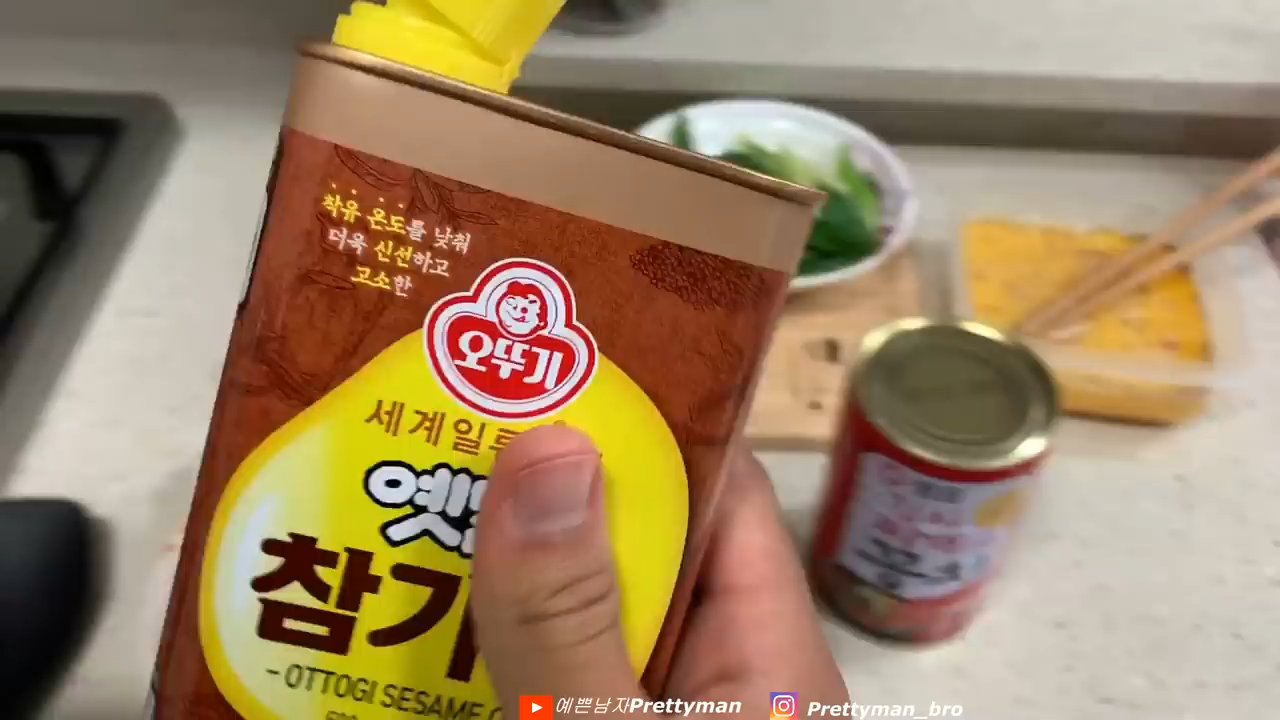 착유 온도를 낮춰
더욱 신선하고
고소한
오뚜기
세계일
옛
참기
- OTTOGI SESAME
예쁜남자Prettyman
Prettyman_bro